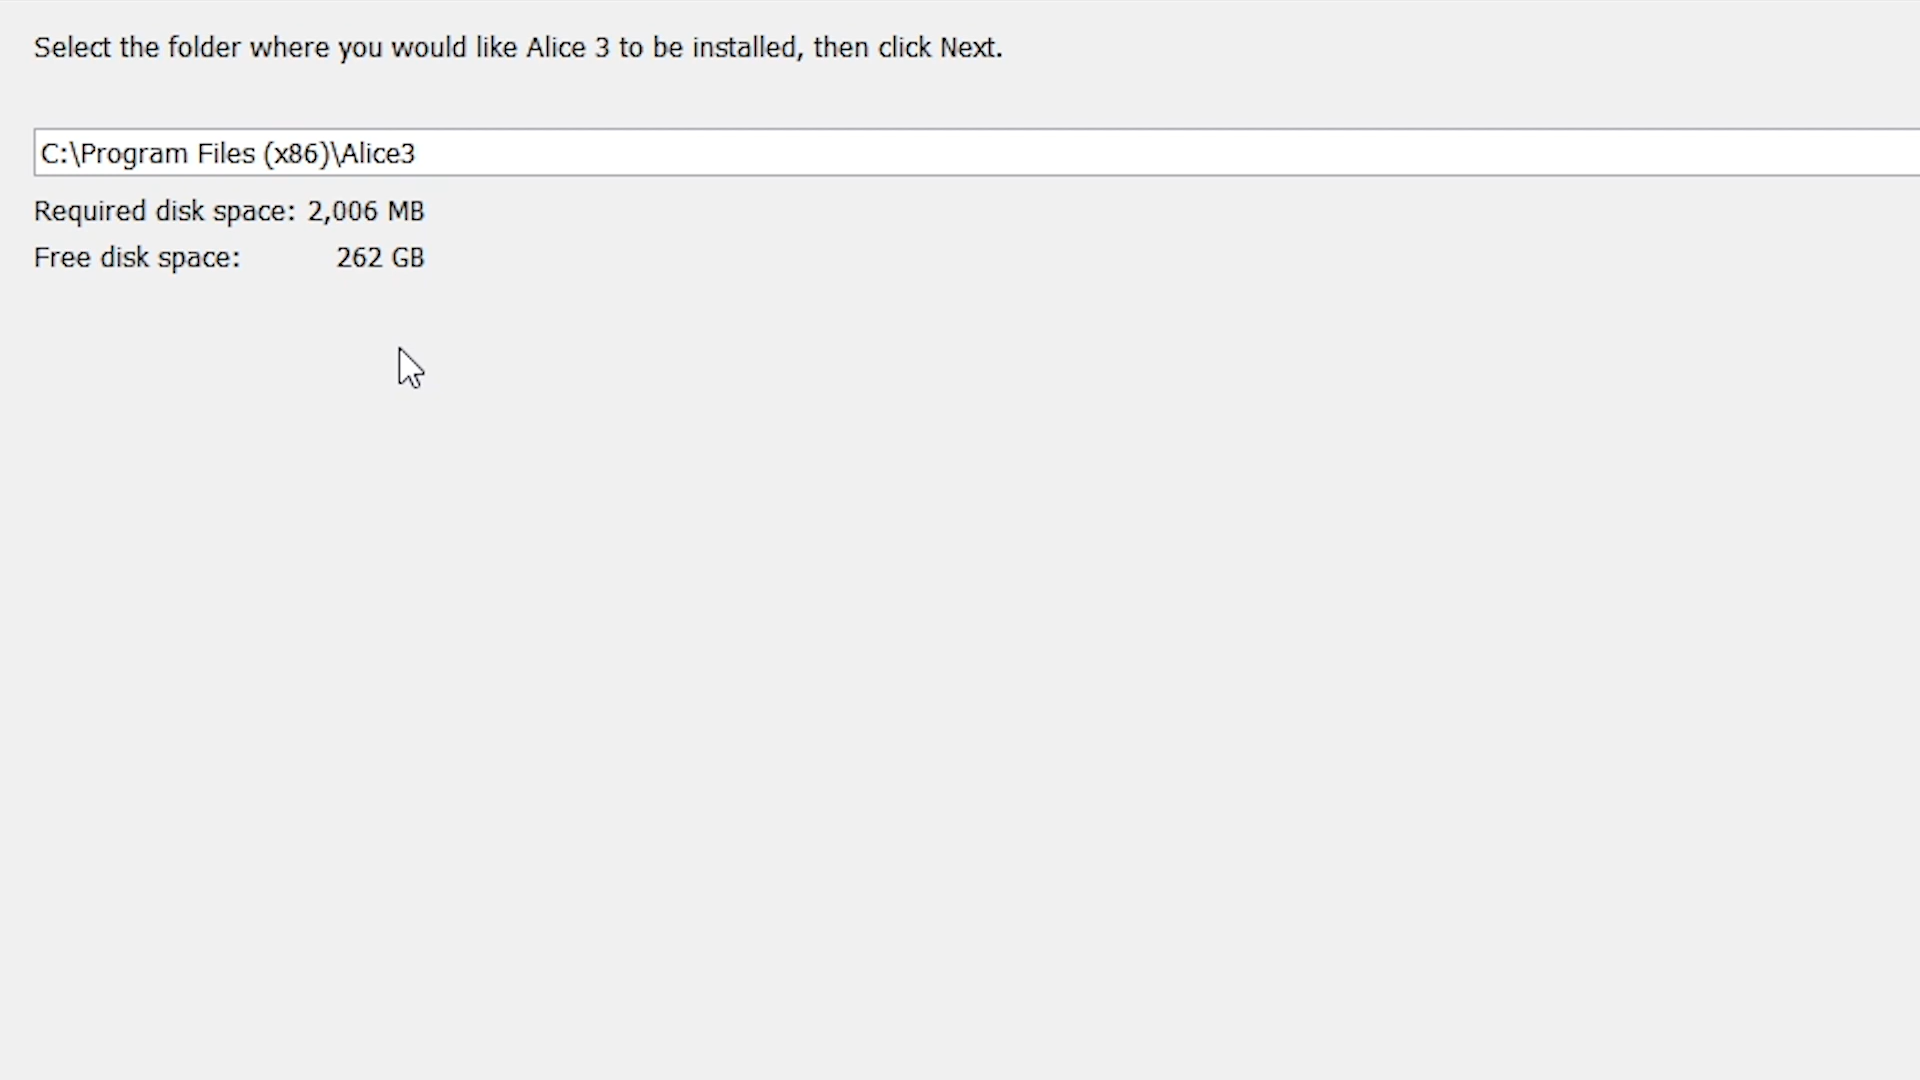 Select the folder where you would like Alice 3 to be installed, then click Next.
C:\Program Files (x86)\Alice3
Required disk space: 2,006 MB
Free disk space: 262 GB